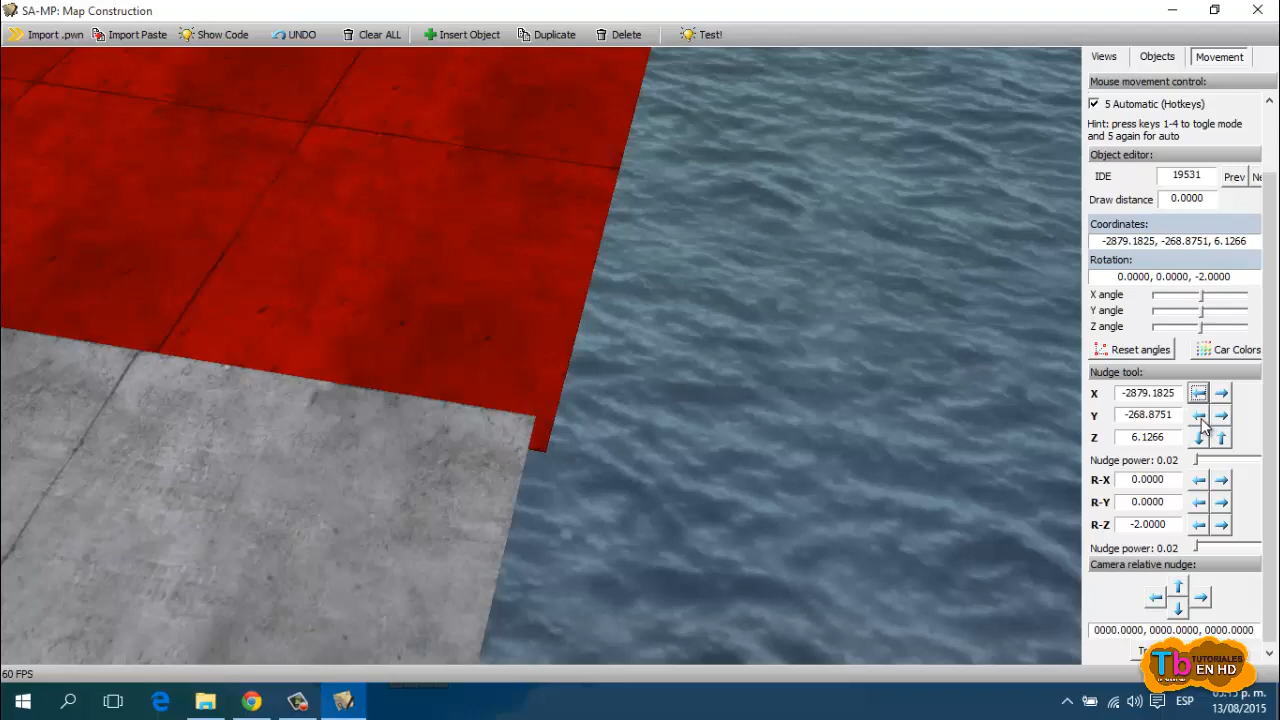 SA-MP: Map Construction
Import .pwn Import Paste Show Code UNDO Clear ALL Insert Object Duplicate Delete Test!
Views Objects Movement
Mouse movement control:
5 Automatic (Hotkeys)
Hint: press keys 1-4 to togle mode
and 5 again for auto
Object editor:
IDE 19531 Prev Ne
Draw distance 0.0000
Coordinates:
-2879.1825, -268.8751, 6.1266
Rotation:
0.0000, 0.0000, -2.0000
X angle
Y angle
Z angle
Reset angles Car Colors
Nudge tool:
X -2879.1825
Y -268.8751
Z 6.1266
Nudge power: 0.02
R-X 0.0000
R-Y 0.0000
R-Z -2.0000
Nudge power: 0.02
Camera relative nudge:
0000.0000, 0000.0000, 0000.0000
Tb TUTORIALES
EN HD
60 FPS
ESP
13/08/2015